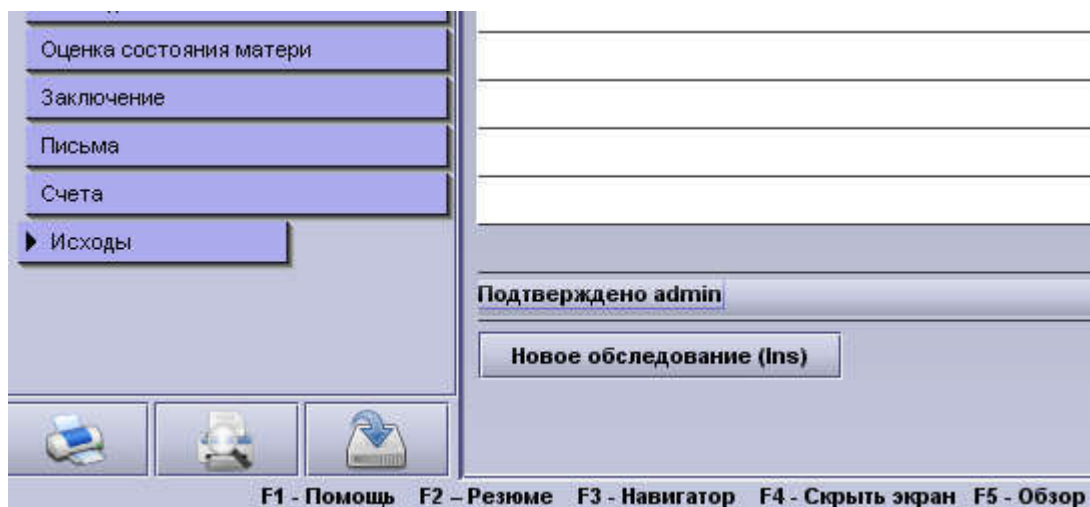 Оценка состояния матери
Заключение
Письма
Счета
Исходы
Подтверждено admin
Новое обследование (Ins)
F1 - Помощь F2 – Резюме F3 - Навигатор F4 - Скрыть экран F5 - Обзор